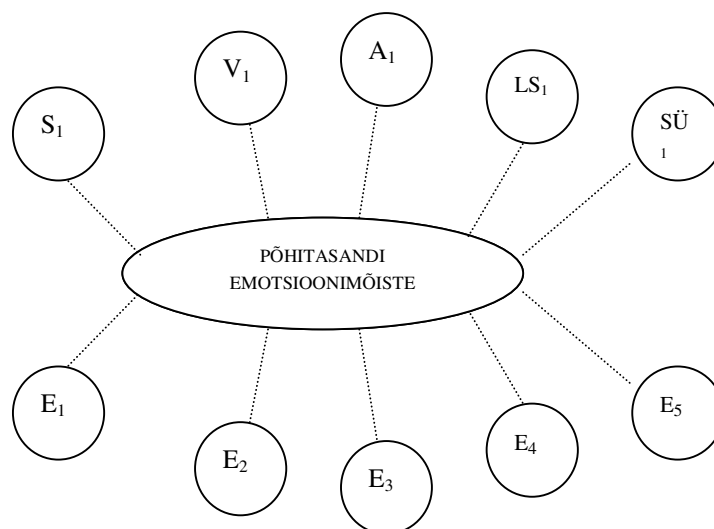 S₁
V₁
A₁
LS₁
SÜ
1
PÕHITASANDI
EMOTSIOONIMÕISTE
E₁
E₂
E₃
E₄
E₅